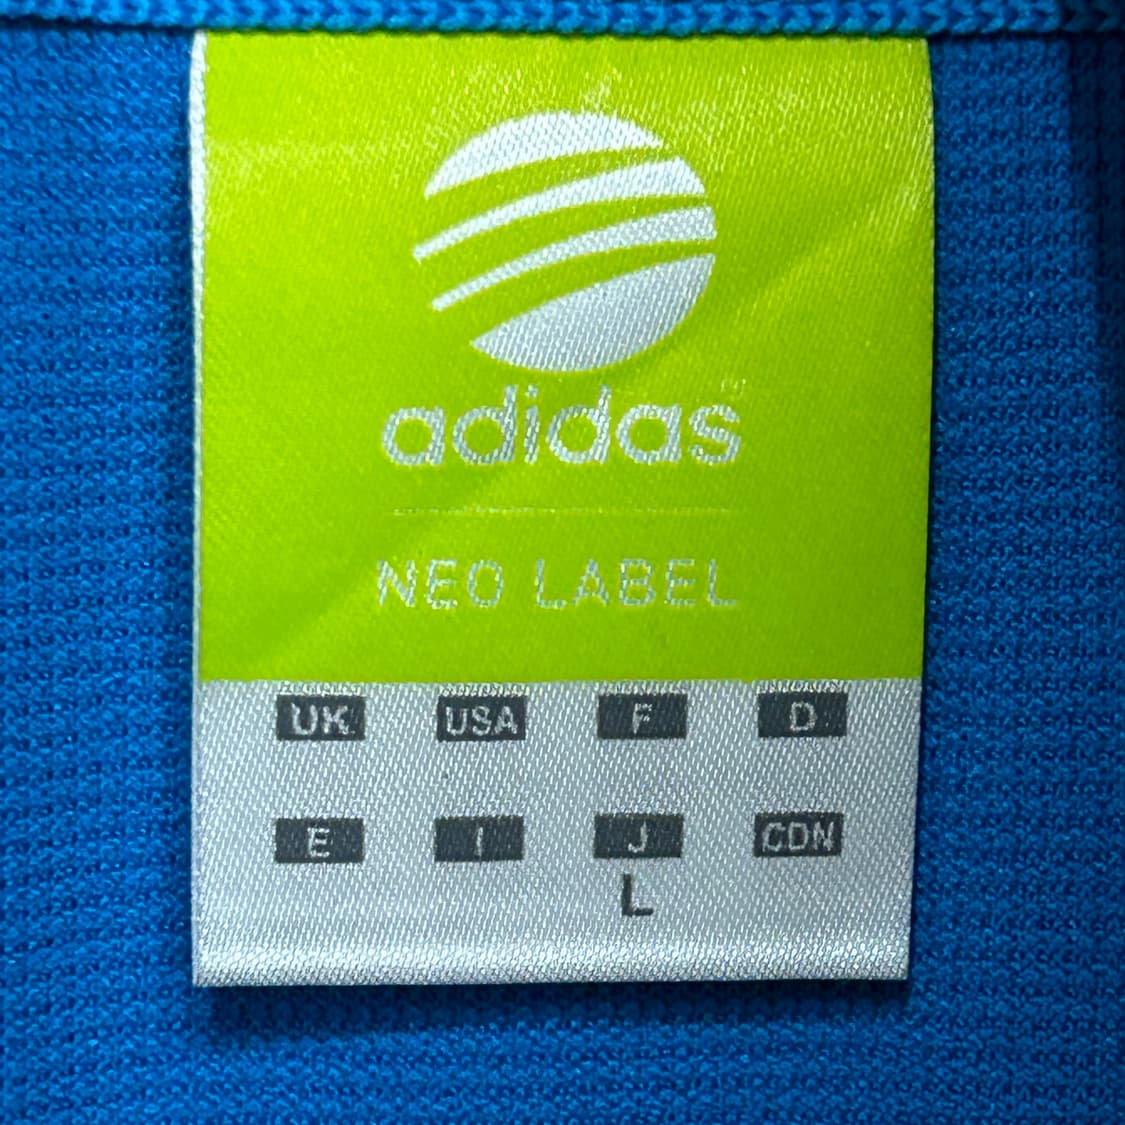 adidas
NEO LABEL
UK USA F D
E I J CDN
L